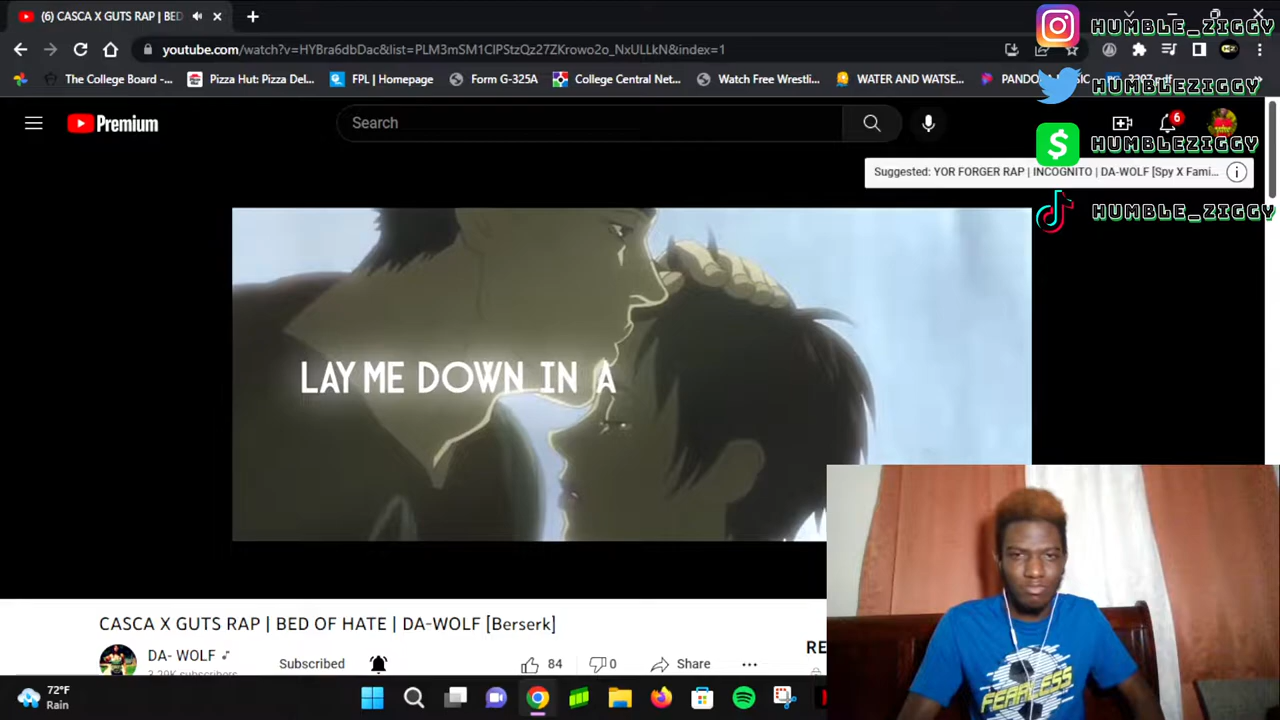 (6) CASCA X GUTS RAP | BED
HUMBLE_ZIGGY
youtube.com/watch?v=HYBra6dbDac&list=PLM3mSM1ClPStzQz27ZKrowo2o_NxULLkN&index=1
The College Board -...
Pizza Hut: Pizza Del...
FPL | Homepage
Form G-325A
College Central Net...
Watch Free Wrestli...
WATER AND WATSE...
HUMBLEZIGGY
Premium
Search
6
HUMBLEZIGGY
Suggested: YOR FORGER RAP | INCOGNITO | DA-WOLF [Spy X Fami...
HUMBLE_ZIGGY
LAY ME DOWN IN A
FEARLESS
CASCA X GUTS RAP | BED OF HATE | DA-WOLF [Berserk]
DA- WOLF
Subscribed
84
0
Share
...
RE
72°F
Rain